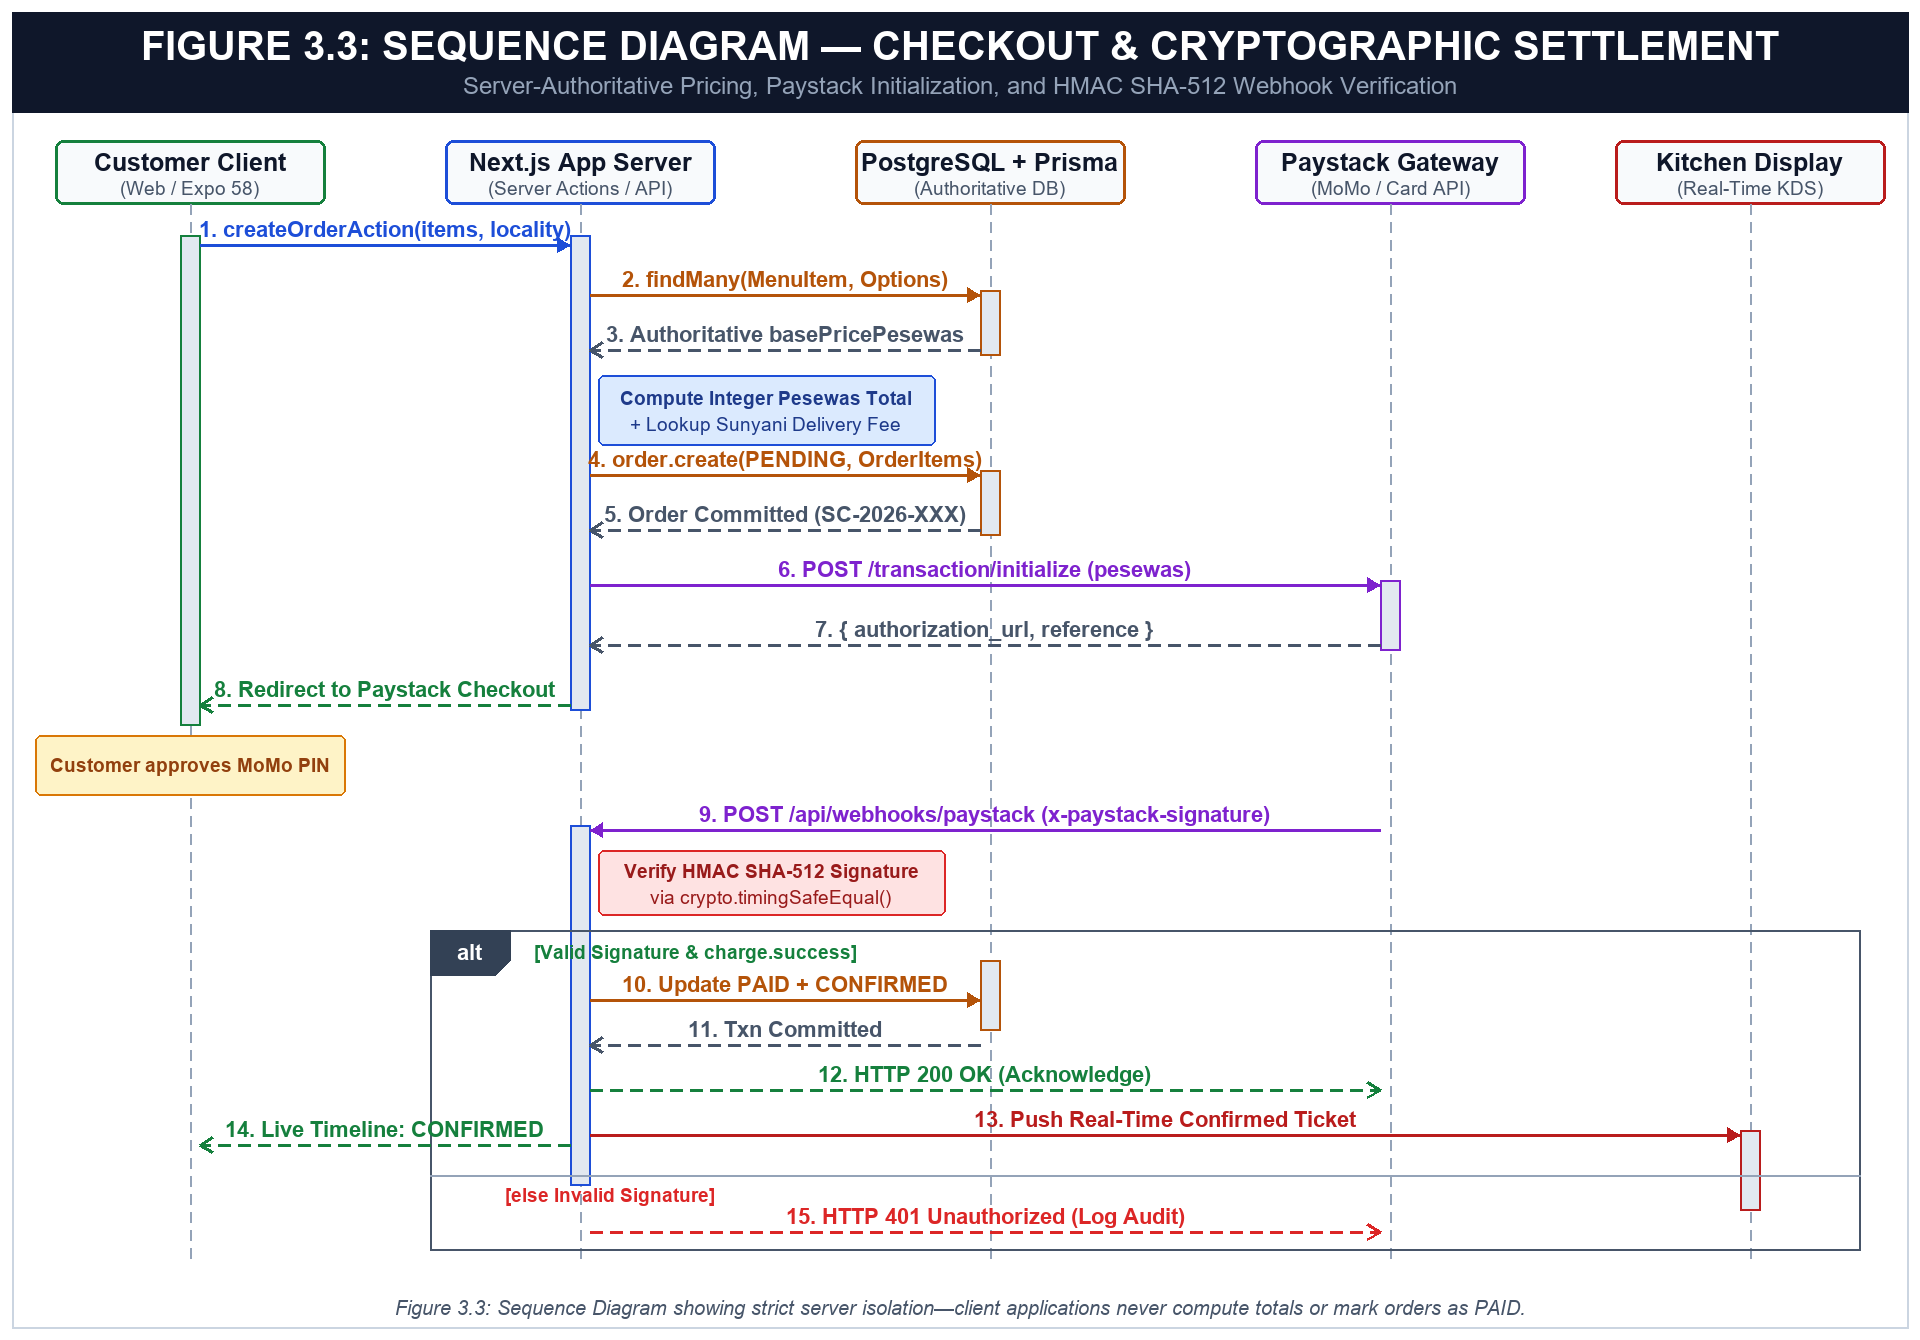 FIGURE 3.3: SEQUENCE DIAGRAM — CHECKOUT & CRYPTOGRAPHIC SETTLEMENT
Server-Authoritative Pricing, Paystack Initialization, and HMAC SHA-512 Webhook Verification
Customer Client
(Web / Expo 58)
Next.js App Server
(Server Actions / API)
PostgreSQL + Prisma
(Authoritative DB)
Paystack Gateway
(MoMo / Card API)
Kitchen Display
(Real-Time KDS)
1. createOrderAction(items, locality)
2. findMany(MenuItem, Options)
3. Authoritative basePricePesewas
Compute Integer Pesewas Total
+ Lookup Sunyani Delivery Fee
4. order.create(PENDING, OrderItems)
5. Order Committed (SC-2026-XXX)
6. POST /transaction/initialize (pesewas)
7. { authorization_url, reference }
8. Redirect to Paystack Checkout
Customer approves MoMo PIN
9. POST /api/webhooks/paystack (x-paystack-signature)
Verify HMAC SHA-512 Signature
via crypto.timingSafeEqual()
alt
[Valid Signature & charge.success]
10. Update PAID + CONFIRMED
11. Txn Committed
12. HTTP 200 OK (Acknowledge)
13. Push Real-Time Confirmed Ticket
14. Live Timeline: CONFIRMED
[else Invalid Signature]
15. HTTP 401 Unauthorized (Log Audit)
Figure 3.3: Sequence Diagram showing strict server isolation—client applications never compute totals or mark orders as PAID.